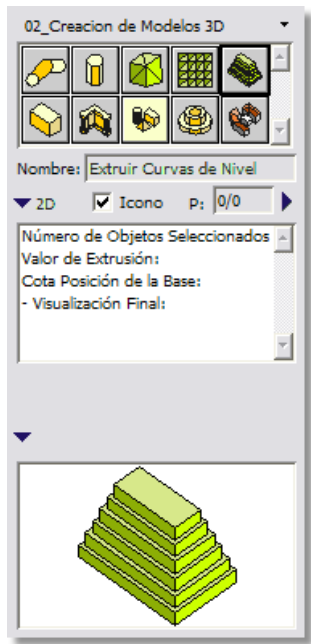 02_Creacion de Modelos 3D
Nombre: Extruir Curvas de Nivel
2D Icono P: 0/0
Número de Objetos Seleccionados
Valor de Extrusión:
Cota Posición de la Base:
- Visualización Final: